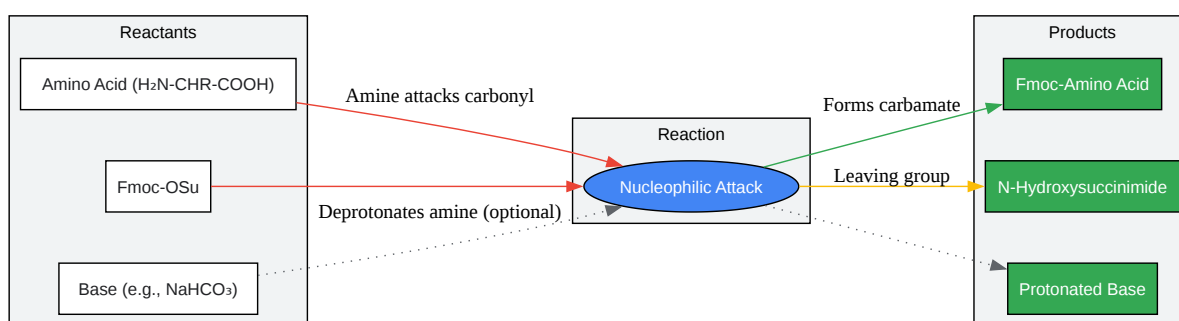 Reactants
Amino Acid (H₂N-CHR-COOH)
Fmoc-OSu
Base (e.g., NaHCO₃)
Amine attacks carbonyl
Deprotonates amine (optional)
Reaction
Nucleophilic Attack
Forms carbamate
Leaving group
Products
Fmoc-Amino Acid
N-Hydroxysuccinimide
Protonated Base